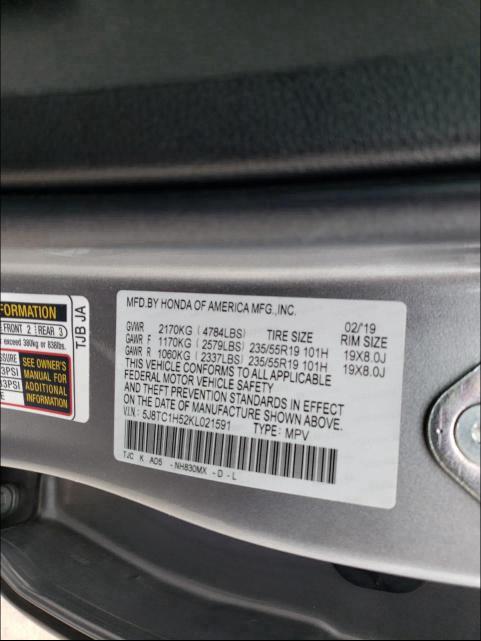 MFD.BY HONDA OF AMERICA MFG.,INC.
02/'19
GVWR 2170KG (4784LBS) TIRE SIZE RIM SIZE
GAWR F 1170KG (2579LBS) 235/55R19 101H 19X8.0J
GAWR R 1060KG (2337LBS) 235/55R19 101H 19X8.0J
THIS VEHICLE CONFORMS TO ALL APPLICABLE
FEDERAL MOTOR VEHICLE SAFETY
AND THEFT PREVENTION STANDARDS IN EFFECT
ON THE DATE OF MANUFACTURE SHOWN ABOVE.
V.I.N: 5J8TC1H52KL021591 TYPE: MPV
TJC K AD5 -NH830MX -D-L
FORMATION
FRONT 2 REAR 3
exceed 380kg or 838lbs.
TJB JA
SEE OWNER'S
MANUAL FOR
ADDITIONAL
INFORMATION